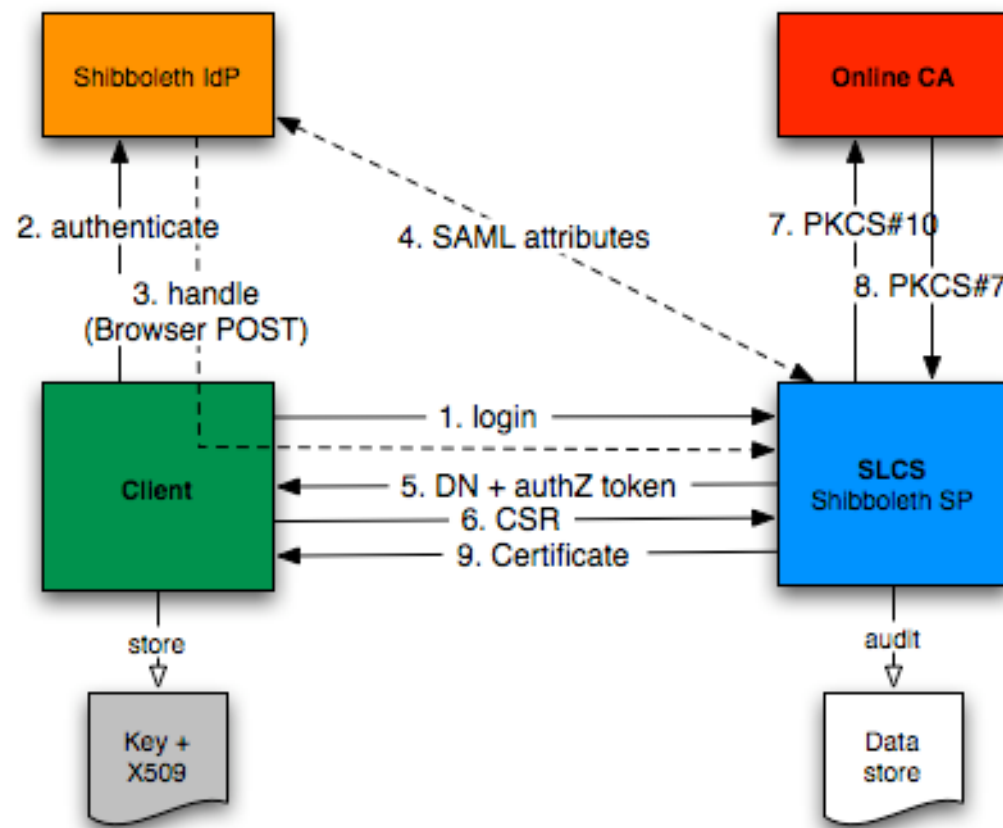 Shibboleth IdP
Online CA
2. authenticate
3. handle
(Browser POST)
4. SAML attributes
7. PKCS#10
8. PKCS#7
1. login
Client
5. DN + authZ token
6. CSR
9. Certificate
SLCS
Shibboleth SP
store
audit
Key +
X509
Data
store